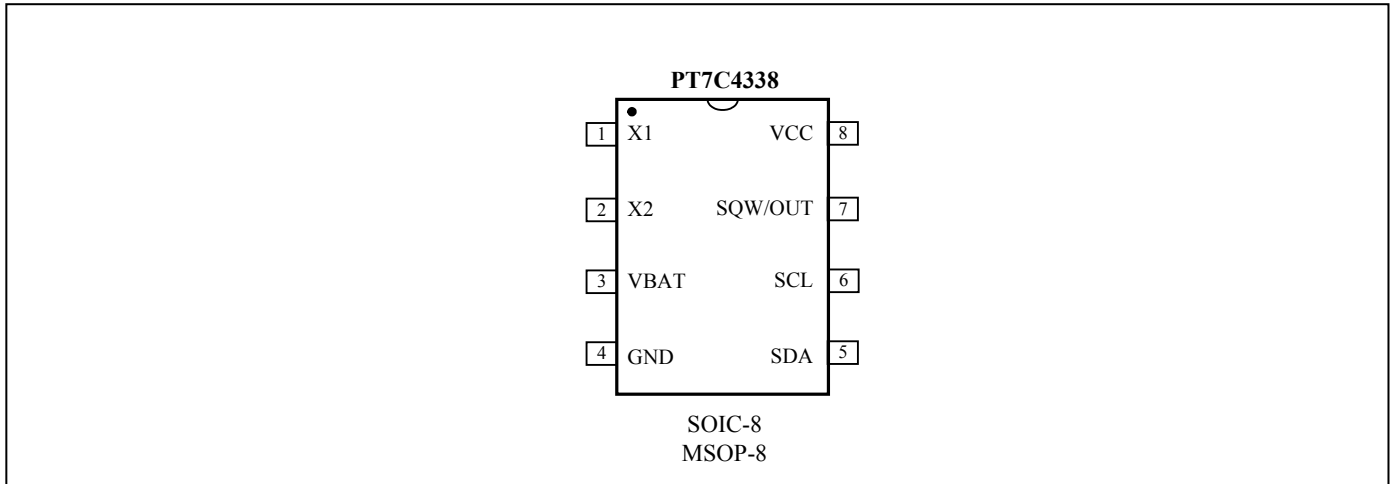 PT7C4338
1 X1 VCC 8
2 X2 SQW/OUT 7
3 VBAT SCL 6
4 GND SDA 5
SOIC-8
MSOP-8